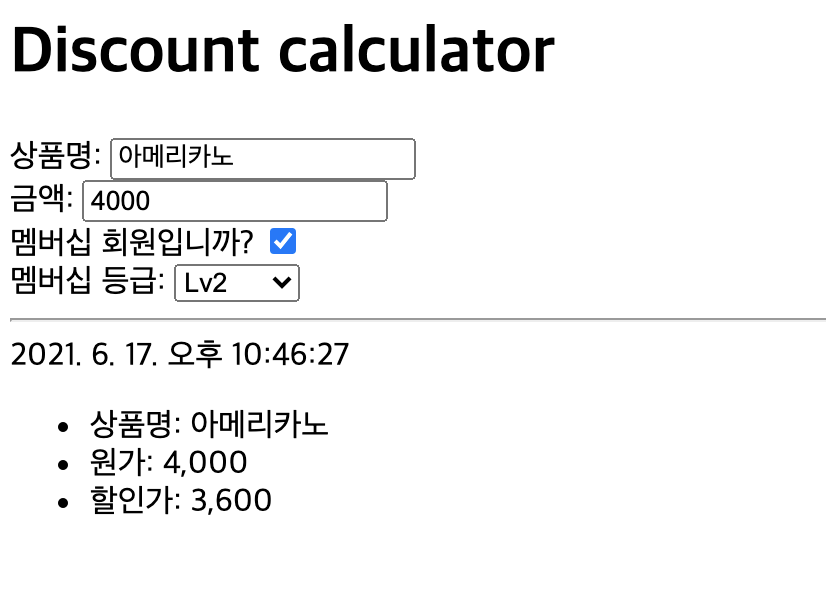 Discount calculator
상품명: 아메리카노
금액: 4000
멤버십 회원입니까?
멤버십 등급: Lv2
2021. 6. 17. 오후 10:46:27
• 상품명: 아메리카노
• 원가: 4,000
• 할인가: 3,600